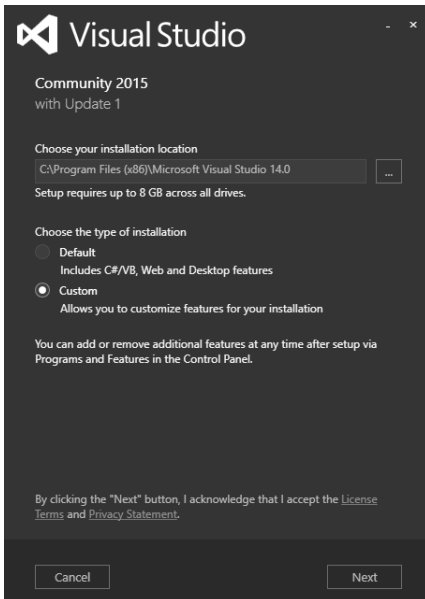 Visual Studio
Community 2015
with Update 1
Choose your installation location
C:\Program Files (x86)\Microsoft Visual Studio 14.0
...
Setup requires up to 8 GB across all drives.
Choose the type of installation
Default
Includes C#/VB, Web and Desktop features
Custom
Allows you to customize features for your installation
You can add or remove additional features at any time after setup via
Programs and Features in the Control Panel.
By clicking the "Next" button, I acknowledge that I accept the License
Terms and Privacy Statement.
Cancel
Next